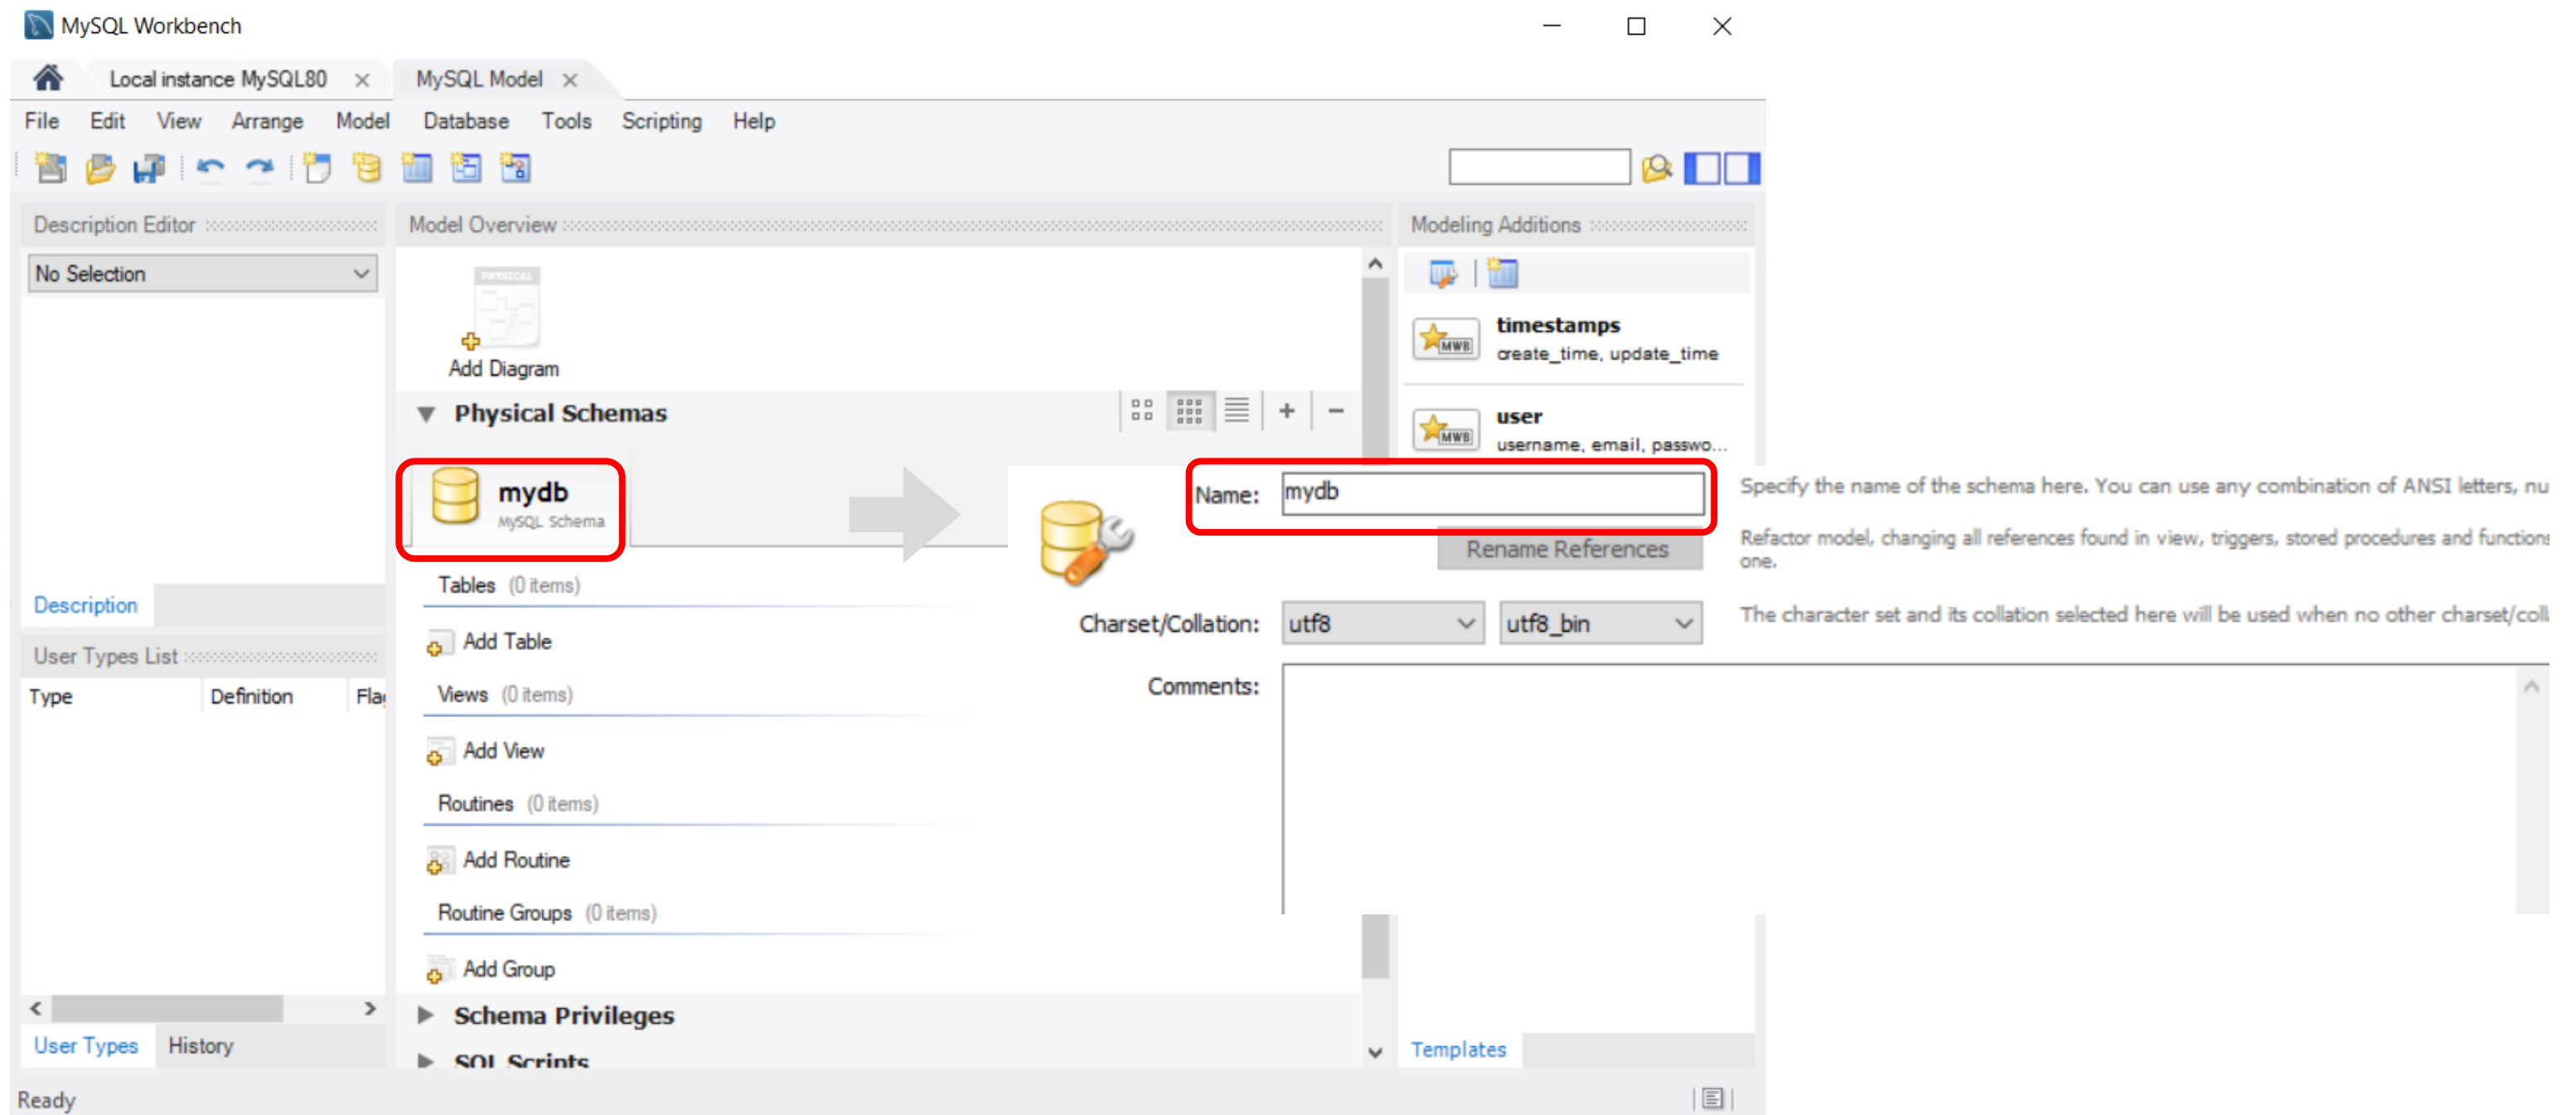 MySQL Workbench
Local instance MySQL80
MySQL Model
File Edit View Arrange Model Database Tools Scripting Help
Description Editor
No Selection
Description
User Types List
Type Definition Flag
User Types History
Model Overview
PHYSICAL
Add Diagram
Physical Schemas
mydb
MySQL Schema
Tables (0 items)
Add Table
Views (0 items)
Add View
Routines (0 items)
Add Routine
Routine Groups (0 items)
Add Group
Schema Privileges
SQL Scripts
Modeling Additions
MWB
timestamps
create_time, update_time
MWB
user
username, email, passwo...
Name: mydb
Specify the name of the schema here. You can use any combination of ANSI letters, nu
Rename References
Refactor model, changing all references found in view, triggers, stored procedures and functions
one.
Charset/Collation: utf8 utf8_bin
The character set and its collation selected here will be used when no other charset/coll
Comments:
Templates
Ready